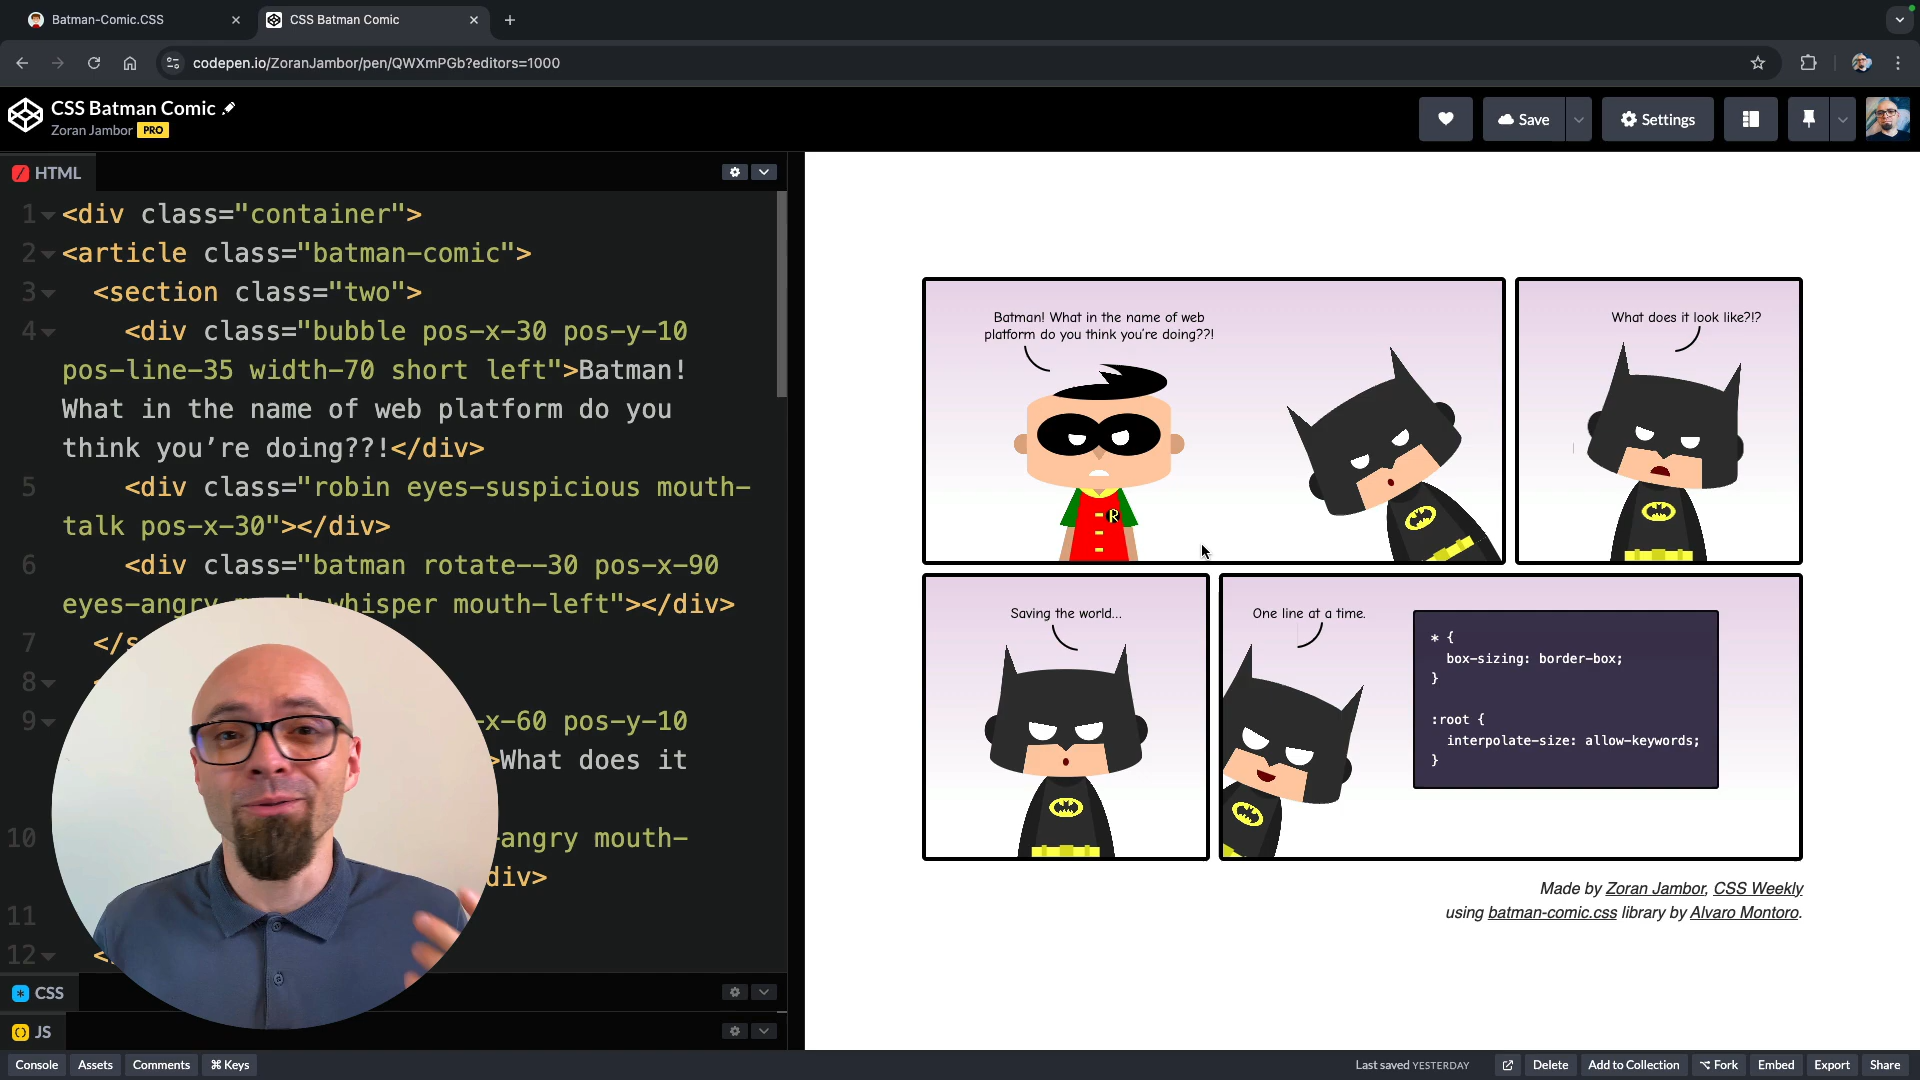 Batman-Comic.CSS
CSS Batman Comic
codepen.io/ZoranJambor/pen/QWXmPGb?editors=1000
CSS Batman Comic
Zoran Jambor PRO
Save
Settings
HTML
1 <div class="container">
2 <article class="batman-comic">
3 <section class="two">
4 <div class="bubble pos-x-30 pos-y-10
pos-line-35 width-70 short left">Batman!
What in the name of web platform do you
think you’re doing??!</div>
5 <div class="robin eyes-suspicious mouth-
talk pos-x-30"></div>
6 <div class="batman rotate--30 pos-x-90
eyes-angry mouth-whisper mouth-left"></div>
7 </s
8
9 -x-60 pos-y-10
>What does it
10 -angry mouth-
div>
11
12 <
CSS
JS
Batman! What in the name of web
platform do you think you’re doing??!
R
What does it look like?!?
Saving the world...
One line at a time.
* {
box-sizing: border-box;
}
:root {
interpolate-size: allow-keywords;
}
Made by Zoran Jambor, CSS Weekly
using batman-comic.css library by Alvaro Montoro.
Console Assets Comments ⌘ Keys
Last saved YESTERDAY Delete Add to Collection Fork Embed Export Share